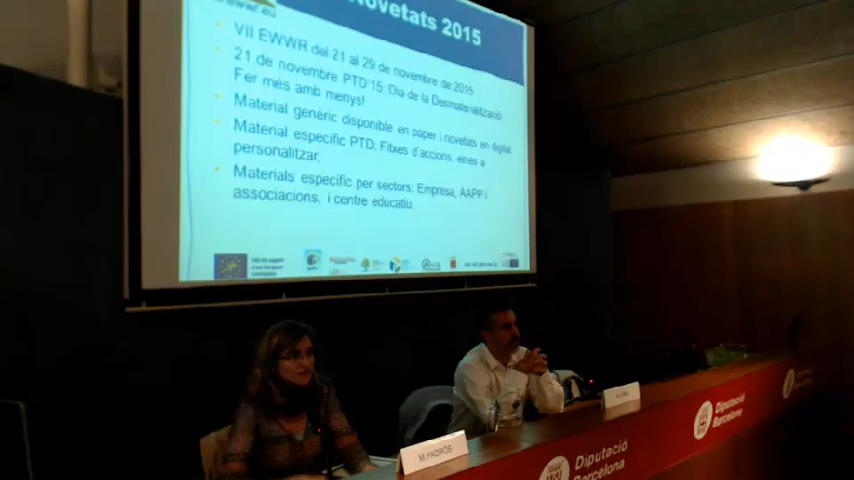 ewwr.eu
Novetats 2015
VII EWWR del 21 al 29 de novembre de 2015
21 de novembre PTD'15: Dia de la Desmaterialització.
Fer més amb menys!
Material genèric disponible en paper i novetats en digital
Material específic PTD: Fitxes d'accions, eines a
personalitzar,
Materials específic per sectors: Empresa, AAPP i
associacions, i centre educatiu.
M.PADRÓS
Diputació
Barcelona
Diputació
Barcelona